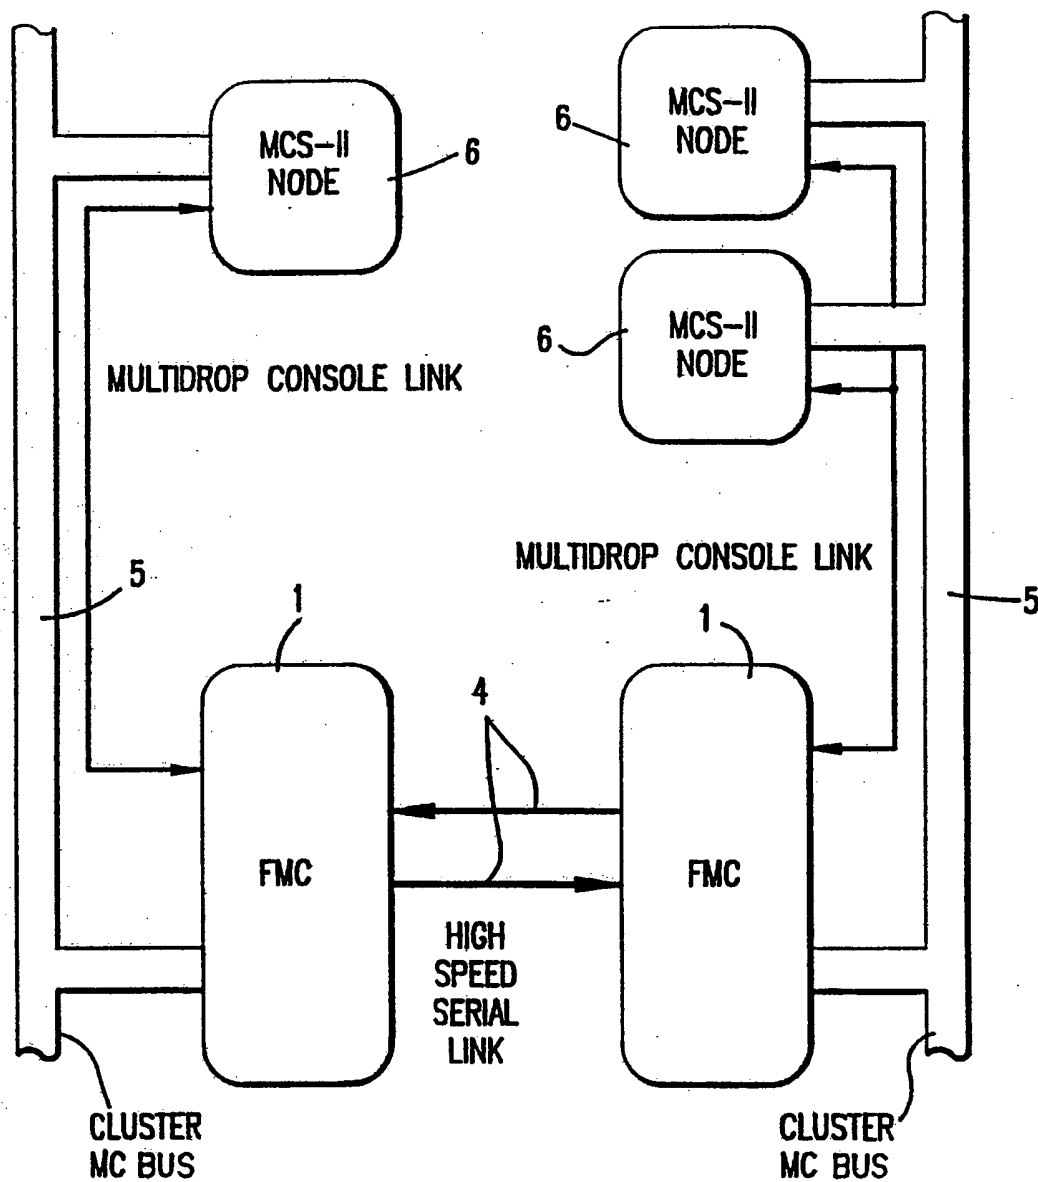 MCS-II
NODE
6
6
MCS-II
NODE
6
MCS-II
NODE
MULTIDROP CONSOLE LINK
MULTIDROP CONSOLE LINK
5
5
1
1
4
FMC
FMC
HIGH
SPEED
SERIAL
LINK
CLUSTER
MC BUS
CLUSTER
MC BUS